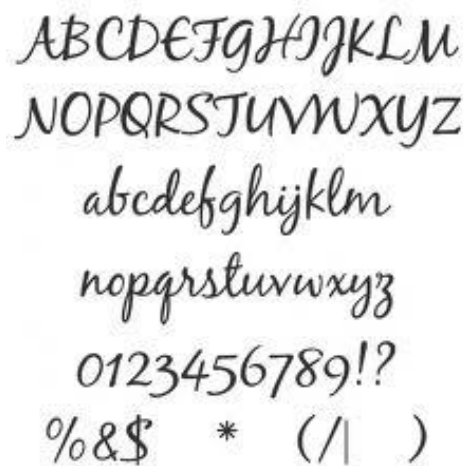 ABCDEFGHIJKLM
NOPQRSTUVWXYZ
abcdefghijklm
nopqrstuvwxyz
0123456789!?
%&$ * (/| )